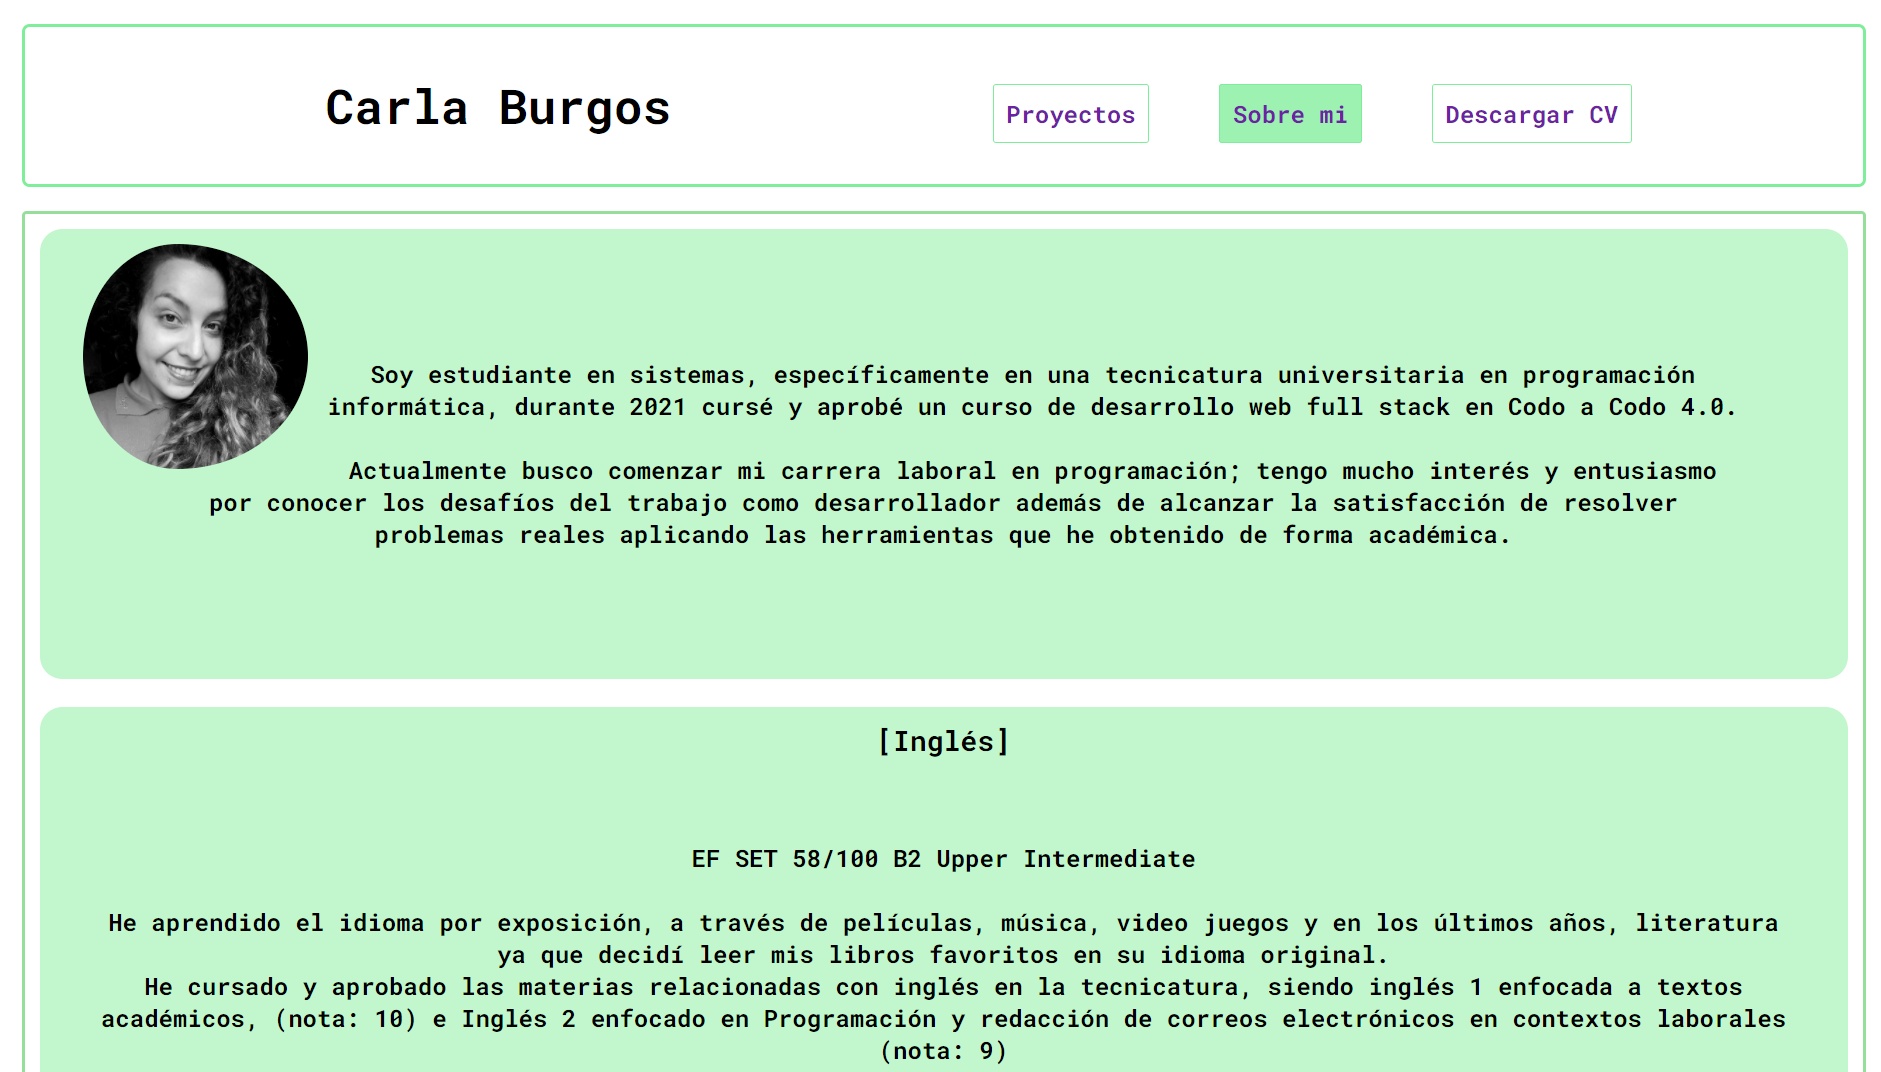 Carla Burgos
Proyectos
Sobre mi
Descargar CV
Soy estudiante en sistemas, específicamente en una tecnicatura universitaria en programación
informática, durante 2021 cursé y aprobé un curso de desarrollo web full stack en Codo a Codo 4.0.
Actualmente busco comenzar mi carrera laboral en programación; tengo mucho interés y entusiasmo
por conocer los desafíos del trabajo como desarrollador además de alcanzar la satisfacción de resolver
problemas reales aplicando las herramientas que he obtenido de forma académica.
[Inglés]
EF SET 58/100 B2 Upper Intermediate
He aprendido el idioma por exposición, a través de películas, música, video juegos y en los últimos años, literatura
ya que decidí leer mis libros favoritos en su idioma original.
He cursado y aprobado las materias relacionadas con inglés en la tecnicatura, siendo inglés 1 enfocada a textos
académicos, (nota: 10) e Inglés 2 enfocado en Programación y redacción de correos electrónicos en contextos laborales
(nota: 9)